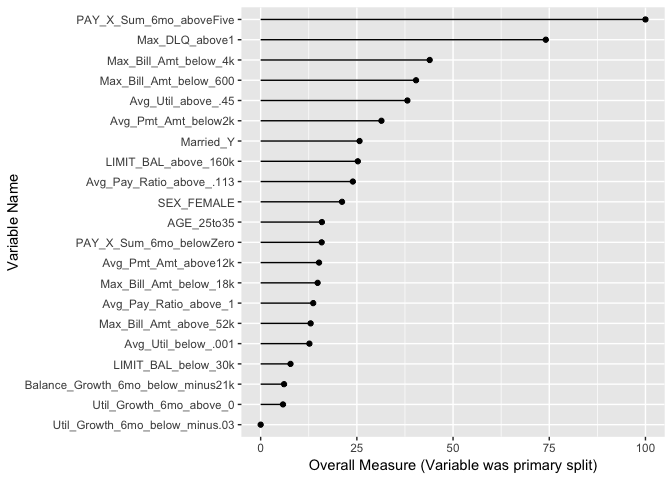 PAY_X_Sum_6mo_aboveFive
Max_DLQ_above1
Max_Bill_Amt_below_4k
Max_Bill_Amt_below_600
Avg_Util_above_.45
Avg_Pmt_Amt_below2k
Married_Y
LIMIT_BAL_above_160k
Avg_Pay_Ratio_above_.113
SEX_FEMALE
AGE_25to35
PAY_X_Sum_6mo_belowZero
Avg_Pmt_Amt_above12k
Max_Bill_Amt_below_18k
Avg_Pay_Ratio_above_1
Max_Bill_Amt_above_52k
Avg_Util_below_.001
LIMIT_BAL_below_30k
Balance_Growth_6mo_below_minus21k
Util_Growth_6mo_above_0
Util_Growth_6mo_below_minus.03
Variable Name
0 25 50 75 100
Overall Measure (Variable was primary split)